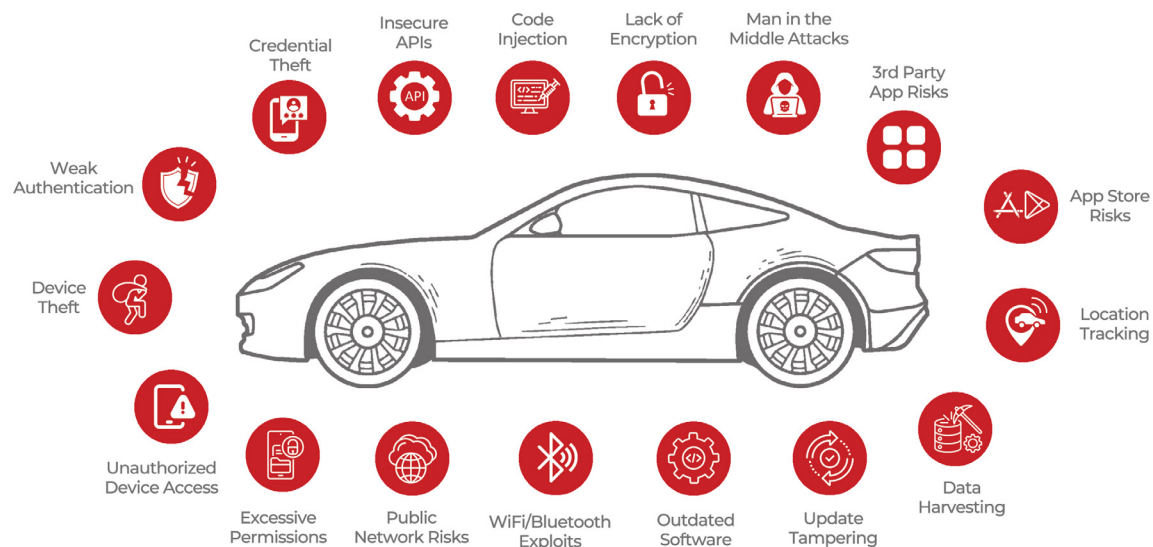 Insecure
APIs
Code
Injection
Lack of
Encryption
Man in the
Middle Attacks
Credential
Theft
3rd Party
App Risks
API
Weak
Authentication
App Store
Risks
Device
Theft
Location
Tracking
Unauthorized
Device Access
Excessive
Permissions
Public
Network Risks
WiFi/Bluetooth
Exploits
Outdated
Software
Update
Tampering
Data
Harvesting